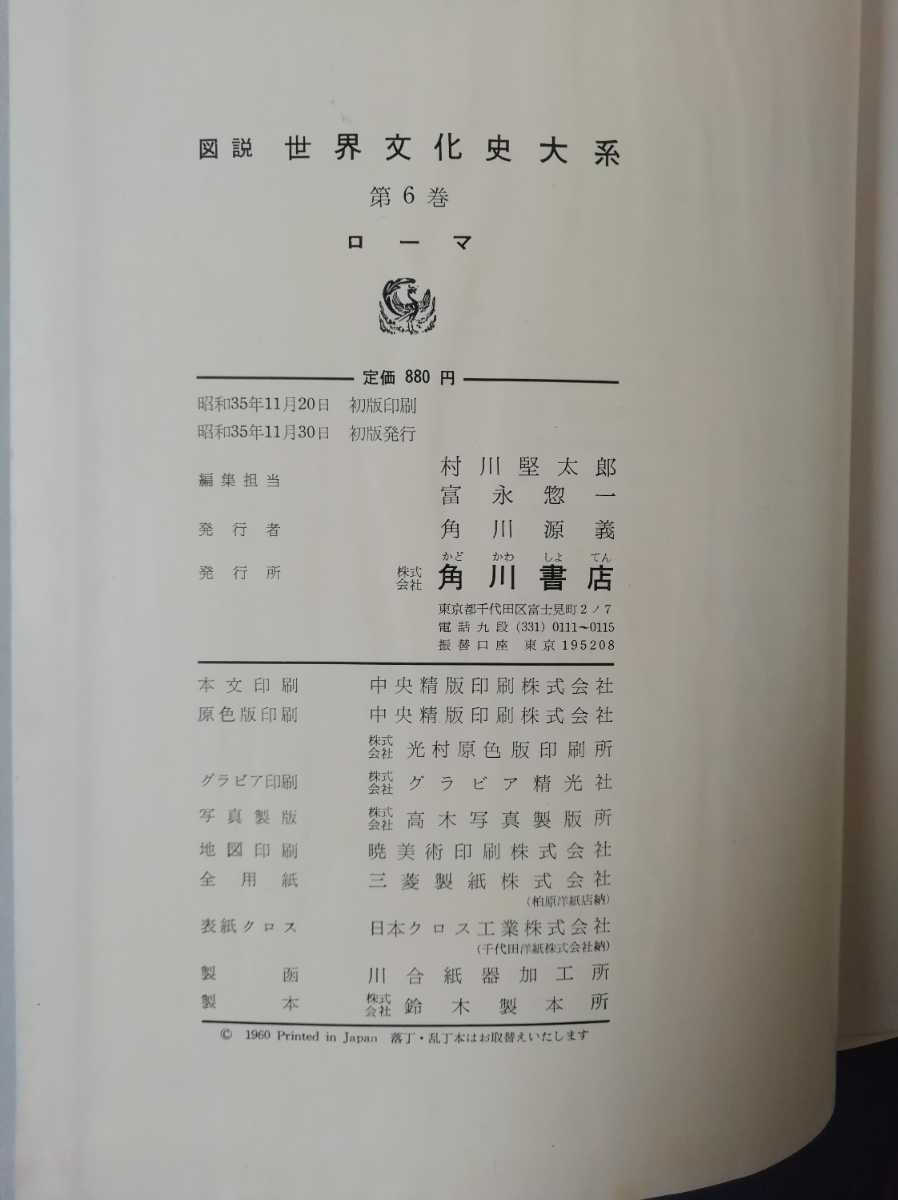 図説 世界文化史大系
第6巻
ローマ
定価 880 円
昭和35年11月20日 初版印刷
昭和35年11月30日 初版発行
編集担当 村川堅太郎
富永惣一
発行者 角川源義
かど かわ しよ てん
発行所 株式会社 角川書店
東京都千代田区富士見町2ノ7
電話九段(331)0111~0115
振替口座 東京195208
本文印刷 中央精版印刷株式会社
原色版印刷 中央精版印刷株式会社
株式会社 光村原色版印刷所
グラビア印刷 株式会社 グラビア精光社
写真製版 株式会社 高木写真製版所
地図印刷 暁美術印刷株式会社
全用紙 三菱製紙株式会社
(柏原洋紙店納)
表紙クロス 日本クロス工業株式会社
(千代田洋紙株式会社納)
製函 川合紙器加工所
製本 株式会社 鈴木製本所
© 1960 Printed in Japan 落丁・乱丁本はお取替えいたします